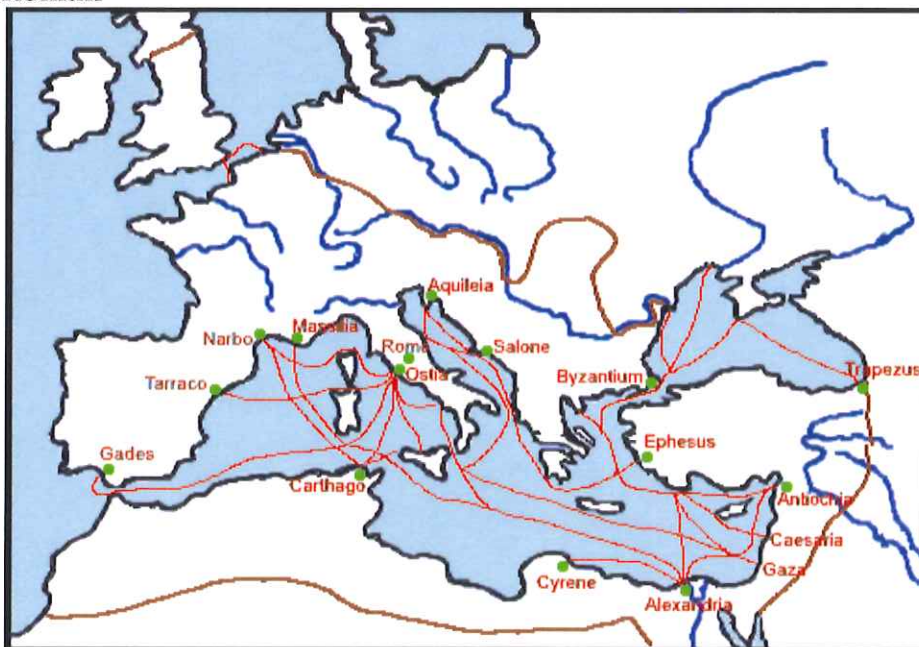 Aquileia
Narbo
Massilia
Roma
Ostia
Salone
Tarraco
Byzantium
Trapezus
Gades
Carthago
Ephesus
Antiochia
Caesaria
Gaza
Cyrene
Alexandria